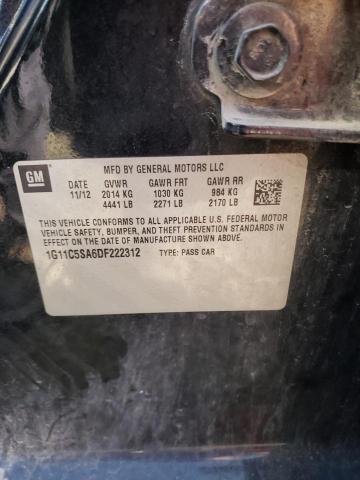 GM
MFD BY GENERAL MOTORS LLC
DATE GVWR GAWR FRT GAWR RR
11/12 2014 KG 1030 KG 984 KG
4441 LB 2271 LB 2170 LB
THIS VEHICLE CONFORMS TO ALL APPLICABLE U.S. FEDERAL MOTOR
VEHICLE SAFETY, BUMPER, AND THEFT PREVENTION STANDARDS IN
EFFECT ON THE DATE OF MANUFACTURE SHOWN ABOVE.
1G11C5SA6DF222312 TYPE: PASS CAR